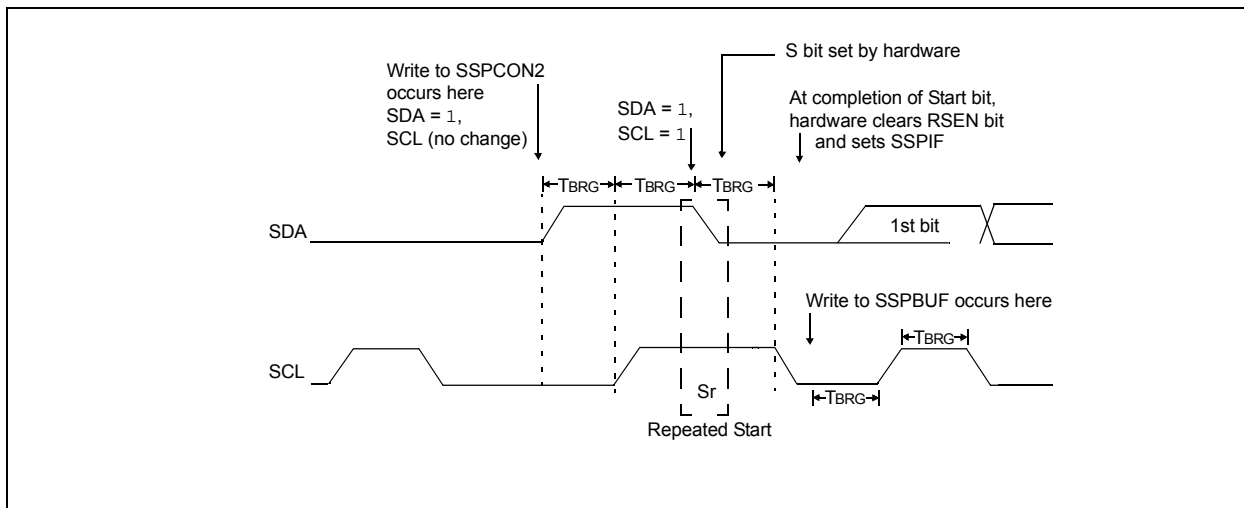 S bit set by hardware
Write to SSPCON2
occurs here
SDA = 1,
SCL (no change)
SDA = 1,
SCL = 1
At completion of Start bit,
hardware clears RSEN bit
and sets SSPIF
TBRG TBRG TBRG
SDA
1st bit
Write to SSPBUF occurs here
TBRG
SCL
Sr
TBRG
Repeated Start